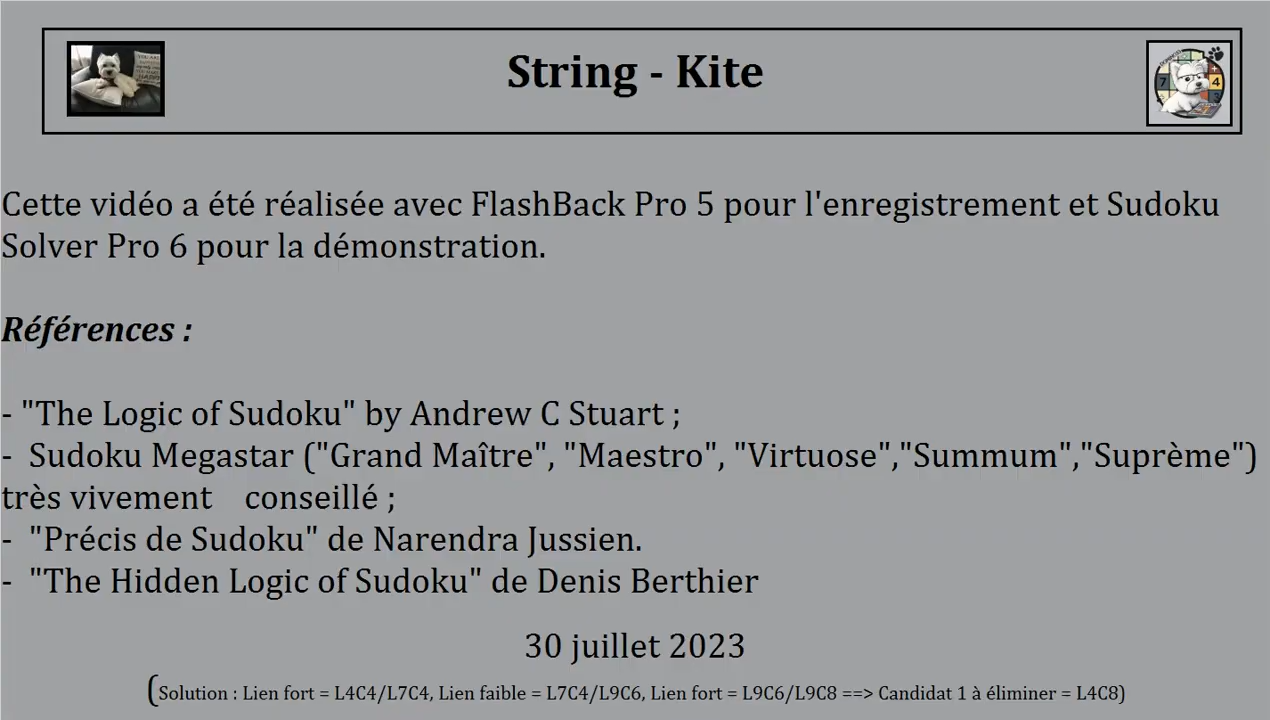 String - Kite
Cette vidéo a été réalisée avec FlashBack Pro 5 pour l'enregistrement et Sudoku
Solver Pro 6 pour la démonstration.
Références :
- "The Logic of Sudoku" by Andrew C Stuart ;
- Sudoku Megastar ("Grand Maître", "Maestro", "Virtuose","Summum","Suprème")
très vivement conseillé ;
- "Précis de Sudoku" de Narendra Jussien.
- "The Hidden Logic of Sudoku" de Denis Berthier
30 juillet 2023
(Solution : Lien fort = L4C4/L7C4, Lien faible = L7C4/L9C6, Lien fort = L9C6/L9C8 ==> Candidat 1 à éliminer = L4C8)